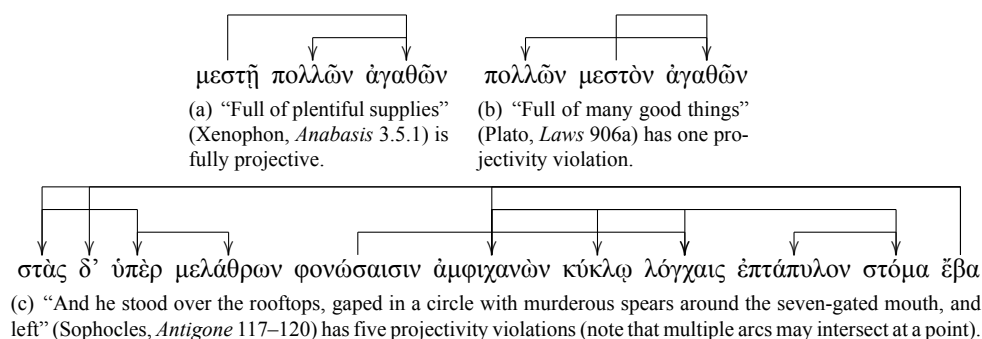 μεστῇ πολλῶν ἀγαθῶν
(a) “Full of plentiful supplies”
(Xenophon, Anabasis 3.5.1) is
fully projective.
πολλῶν μεστὸν ἀγαθῶν
(b) “Full of many good things”
(Plato, Laws 906a) has one pro-
jectivity violation.
στὰς δ’ ὑπὲρ μελάθρων φονώσαισιν ἀμφιχανὼν κύκλῳ λόγχαις ἐπτάπυλον στόμα ἔβα
(c) “And he stood over the rooftops, gaped in a circle with murderous spears around the seven-gated mouth, and
left” (Sophocles, Antigone 117–120) has five projectivity violations (note that multiple arcs may intersect at a point).